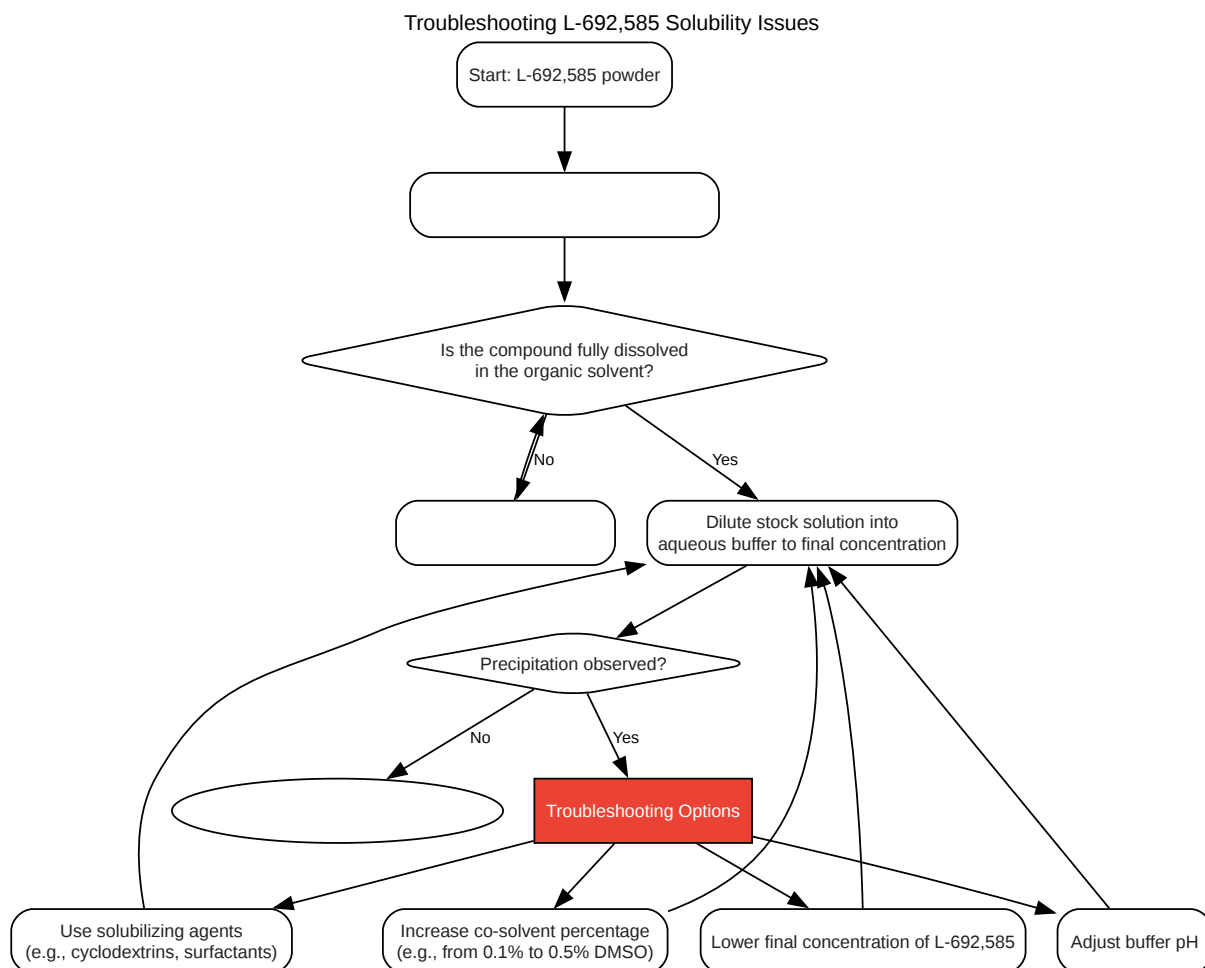 Troubleshooting L-692,585 Solubility Issues
Start: L-692,585 powder
Is the compound fully dissolved
in the organic solvent?
No
Yes
Dilute stock solution into
aqueous buffer to final concentration
Precipitation observed?
No
Yes
Troubleshooting Options
Use solubilizing agents
(e.g., cyclodextrins, surfactants)
Increase co-solvent percentage
(e.g., from 0.1% to 0.5% DMSO)
Lower final concentration of L-692,585
Adjust buffer pH